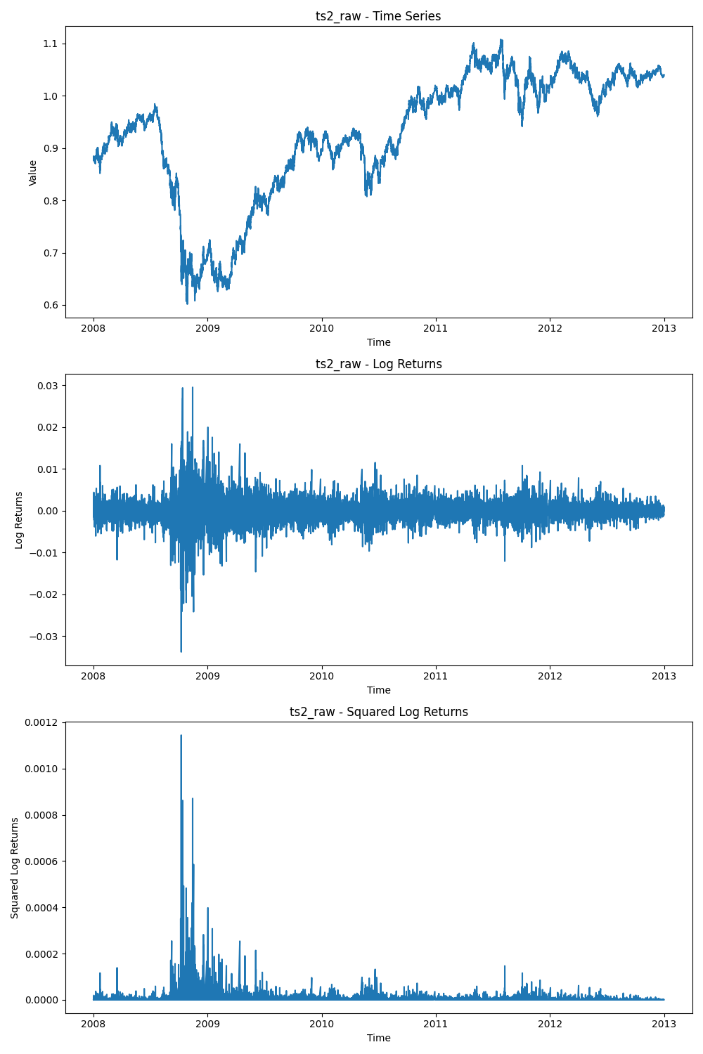 ts2_raw - Time Series
1.1
1.0
0.9
0.8
0.7
0.6
Value
2008 2009 2010 2011 2012 2013
Time
ts2_raw - Log Returns
0.03
0.02
0.01
0.00
−0.01
−0.02
−0.03
Log Returns
2008 2009 2010 2011 2012 2013
Time
ts2_raw - Squared Log Returns
0.0012
0.0010
0.0008
0.0006
0.0004
0.0002
0.0000
Squared Log Returns
2008 2009 2010 2011 2012 2013
Time